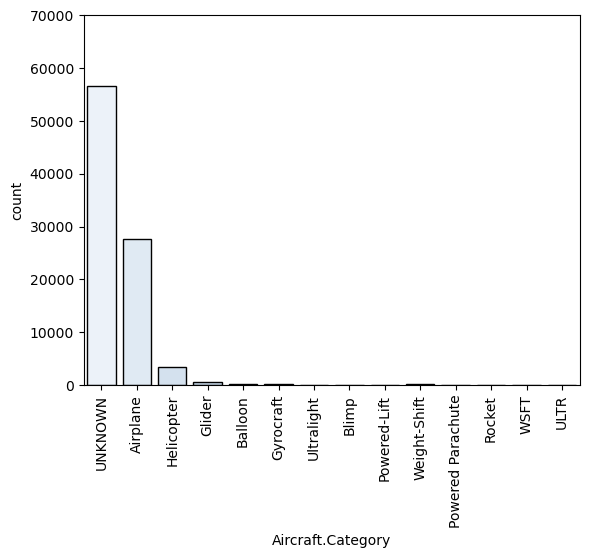 70000
60000
50000
40000
30000
20000
10000
0
count
UNKNOWN
Airplane
Helicopter
Glider
Balloon
Gyrocraft
Ultralight
Blimp
Powered-Lift
Weight-Shift
Powered Parachute
Rocket
WSFT
ULTR
Aircraft.Category